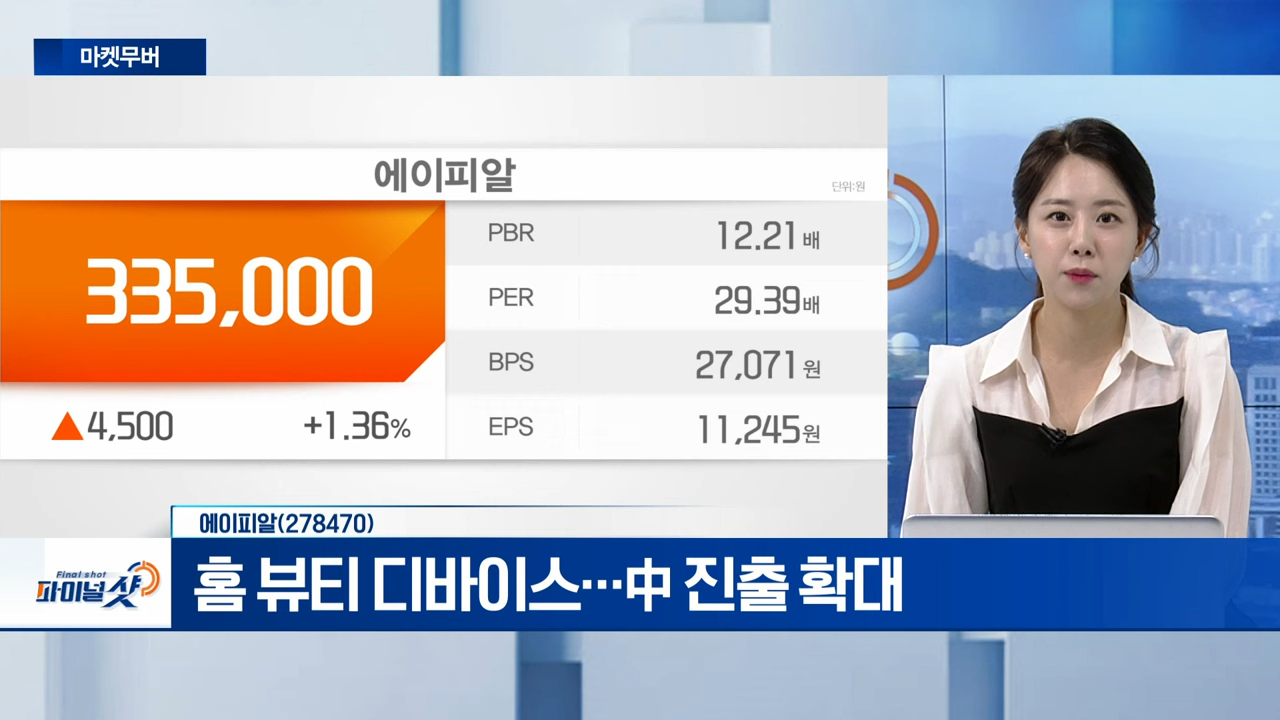 마켓무버
에이피알
단위:원
335,000
▲4,500 +1.36%
PBR 12.21배
PER 29.39배
BPS 27,071원
EPS 11,245원
에이피알(278470)
Final shot
파이널샷
홈 뷰티 디바이스…中 진출 확대